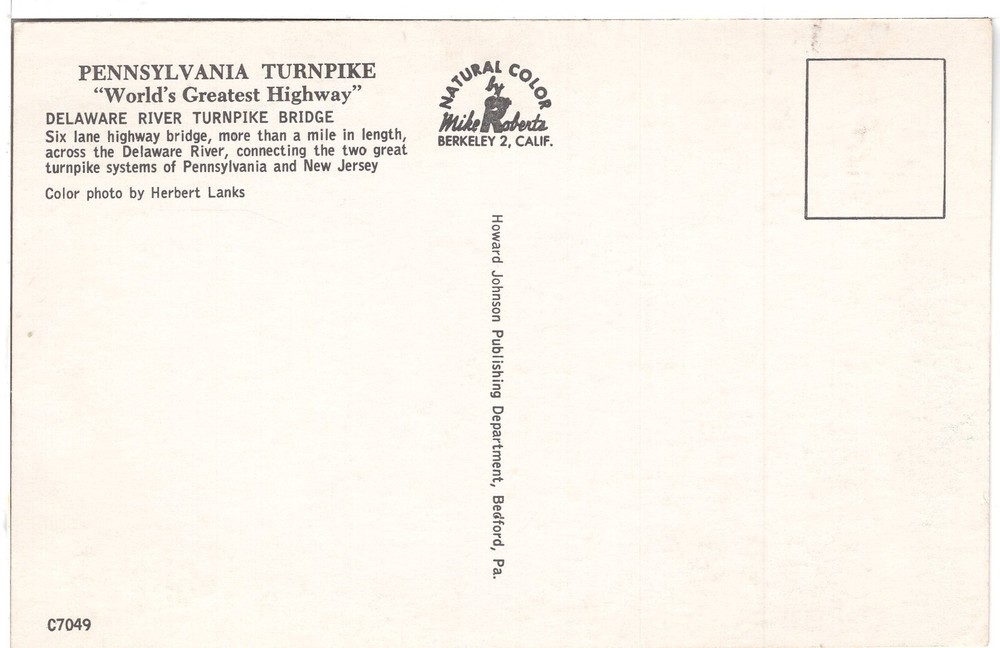 PENNSYLVANIA TURNPIKE
“World’s Greatest Highway”
DELAWARE RIVER TURNPIKE BRIDGE
Six lane highway bridge, more than a mile in length,
across the Delaware River, connecting the two great
turnpike systems of Pennsylvania and New Jersey
Color photo by Herbert Lanks
NATURAL COLOR
by
Mike Roberts
BERKELEY 2, CALIF.
Howard Johnson Publishing Department, Bedford, Pa.
C7049